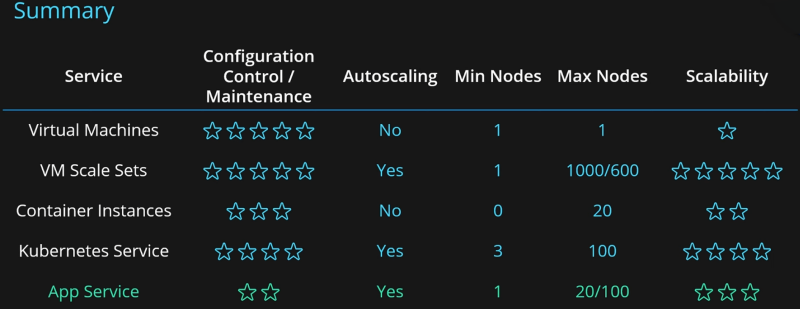 Summary
Service Configuration Control / Maintenance Autoscaling Min Nodes Max Nodes Scalability
Virtual Machines ☆☆☆☆☆ No 1 1 ☆
VM Scale Sets ☆☆☆☆☆ Yes 1 1000/600 ☆☆☆☆☆
Container Instances ☆☆☆ No 0 20 ☆☆
Kubernetes Service ☆☆☆☆ Yes 3 100 ☆☆☆☆
App Service ☆☆ Yes 1 20/100 ☆☆☆